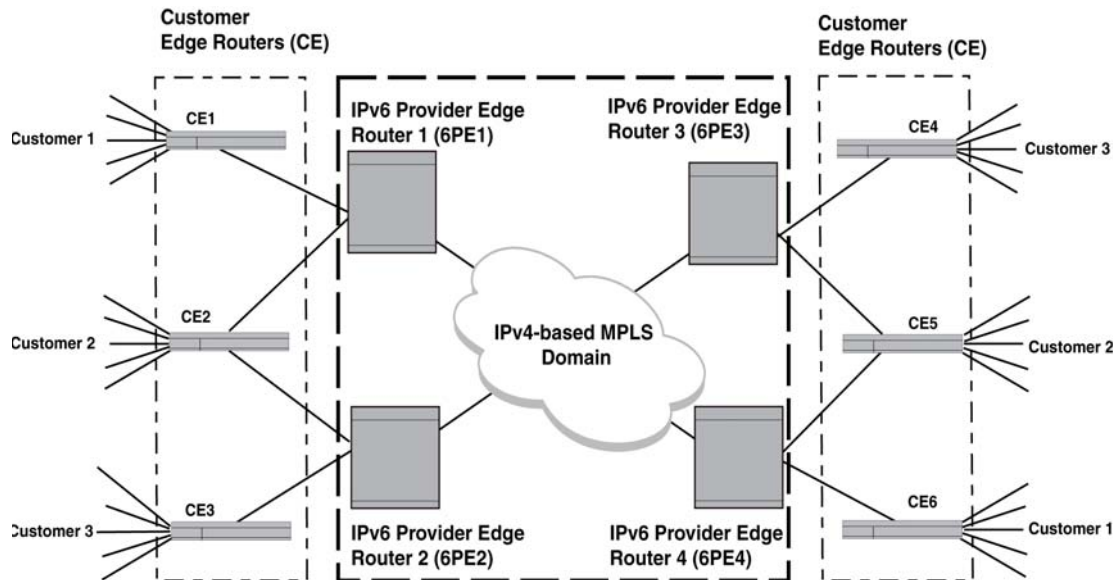 Customer
Edge Routers (CE)
Customer
Edge Routers (CE)
IPv6 Provider Edge
Router 1 (6PE1)
IPv6 Provider Edge
Router 3 (6PE3)
CE1
Customer 1
CE4
Customer 3
CE2
Customer 2
IPv4-based MPLS
Domain
CE5
Customer 2
CE3
Customer 3
IPv6 Provider Edge
Router 2 (6PE2)
IPv6 Provider Edge
Router 4 (6PE4)
CE6
Customer 1